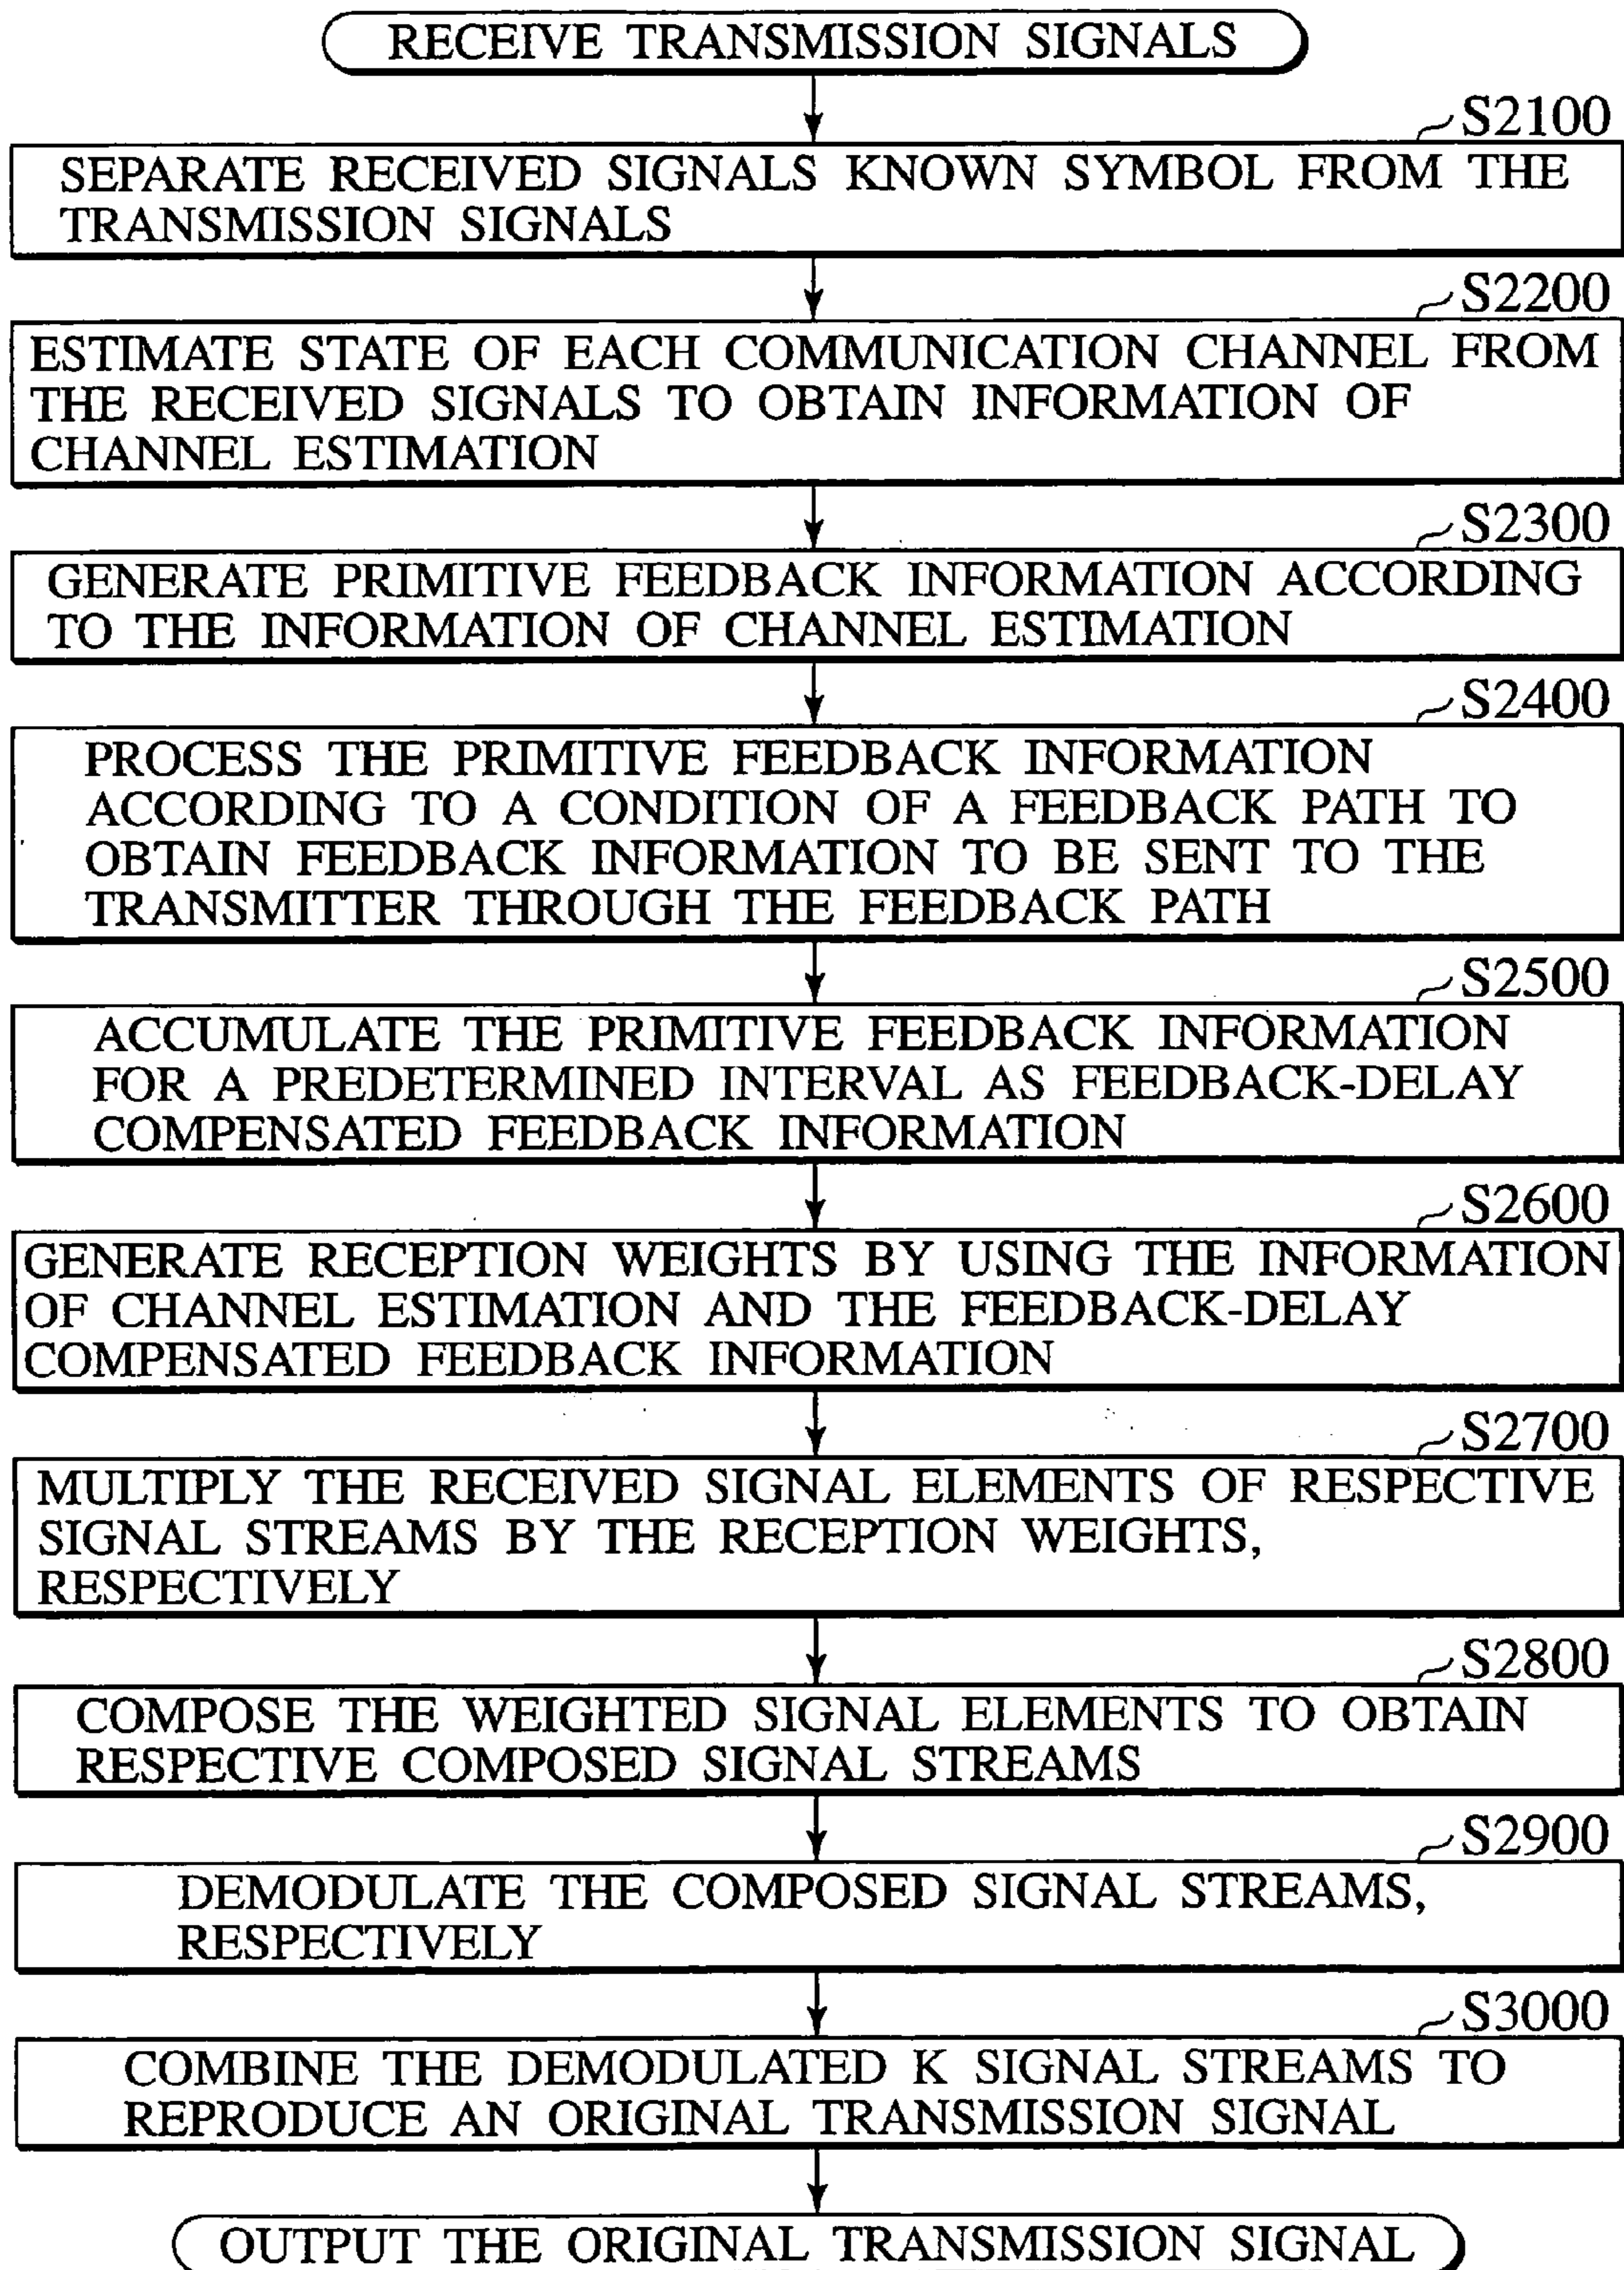 RECEIVE TRANSMISSION SIGNALS
S2100
SEPARATE RECEIVED SIGNALS KNOWN SYMBOL FROM THE
TRANSMISSION SIGNALS
S2200
ESTIMATE STATE OF EACH COMMUNICATION CHANNEL FROM
THE RECEIVED SIGNALS TO OBTAIN INFORMATION OF
CHANNEL ESTIMATION
S2300
GENERATE PRIMITIVE FEEDBACK INFORMATION ACCORDING
TO THE INFORMATION OF CHANNEL ESTIMATION
S2400
PROCESS THE PRIMITIVE FEEDBACK INFORMATION
ACCORDING TO A CONDITION OF A FEEDBACK PATH TO
OBTAIN FEEDBACK INFORMATION TO BE SENT TO THE
TRANSMITTER THROUGH THE FEEDBACK PATH
S2500
ACCUMULATE THE PRIMITIVE FEEDBACK INFORMATION
FOR A PREDETERMINED INTERVAL AS FEEDBACK-DELAY
COMPENSATED FEEDBACK INFORMATION
S2600
GENERATE RECEPTION WEIGHTS BY USING THE INFORMATION
OF CHANNEL ESTIMATION AND THE FEEDBACK-DELAY
COMPENSATED FEEDBACK INFORMATION
S2700
MULTIPLY THE RECEIVED SIGNAL ELEMENTS OF RESPECTIVE
SIGNAL STREAMS BY THE RECEPTION WEIGHTS,
RESPECTIVELY
S2800
COMPOSE THE WEIGHTED SIGNAL ELEMENTS TO OBTAIN
RESPECTIVE COMPOSED SIGNAL STREAMS
S2900
DEMODULATE THE COMPOSED SIGNAL STREAMS,
RESPECTIVELY
S3000
COMBINE THE DEMODULATED K SIGNAL STREAMS TO
REPRODUCE AN ORIGINAL TRANSMISSION SIGNAL
OUTPUT THE ORIGINAL TRANSMISSION SIGNAL